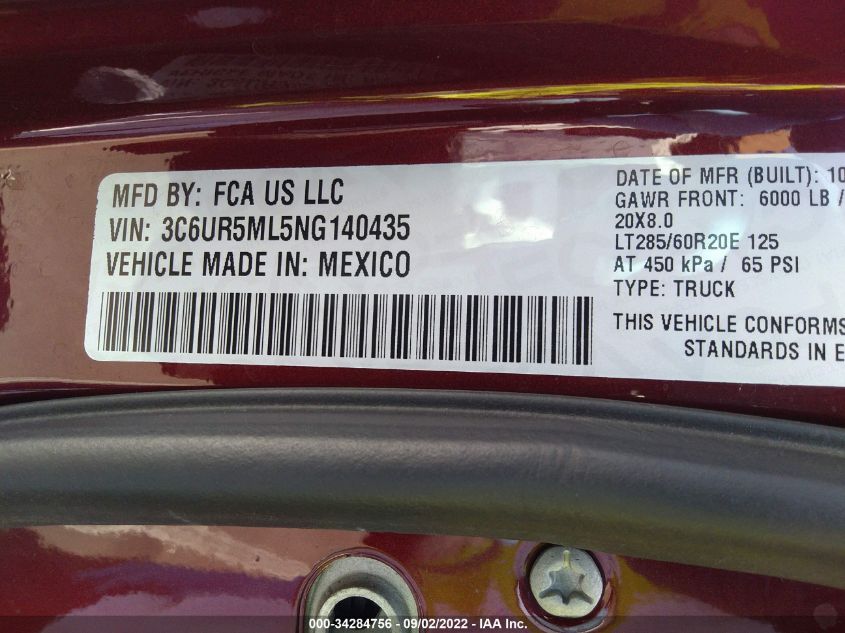 MFD BY: FCA US LLC
VIN: 3C6UR5ML5NG140435
VEHICLE MADE IN: MEXICO
DATE OF MFR (BUILT): 10
GAWR FRONT: 6000 LB /
20X8.0
LT285/60R20E 125
AT 450 kPa / 65 PSI
TYPE: TRUCK
THIS VEHICLE CONFORMS
STANDARDS IN E
000-34284756 - 09/02/2022 - IAA Inc.